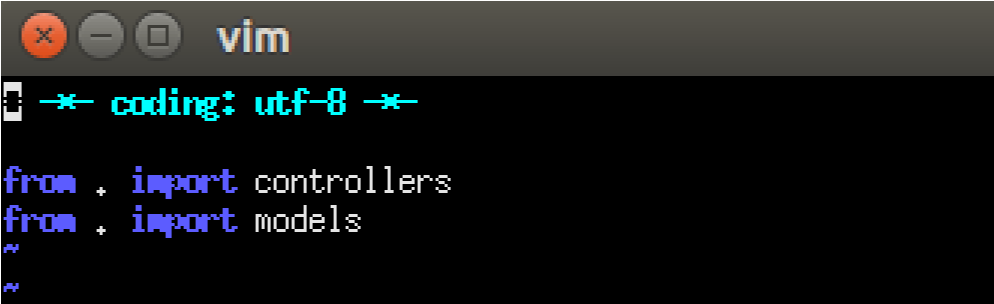 vim
# -*- coding: utf-8 -*-

from . import controllers
from . import models
~
~